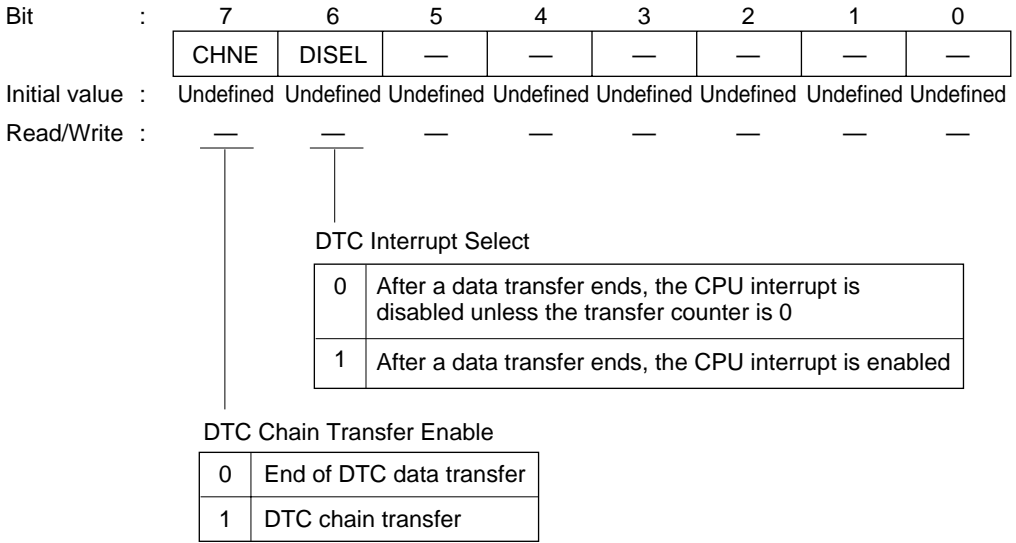 Bit : 7 6 5 4 3 2 1 0
CHNE DISEL — — — — — —
Initial value : Undefined Undefined Undefined Undefined Undefined Undefined Undefined Undefined
Read/Write : — — — — — — — —
DTC Interrupt Select
0 After a data transfer ends, the CPU interrupt is
disabled unless the transfer counter is 0
1 After a data transfer ends, the CPU interrupt is enabled
DTC Chain Transfer Enable
0 End of DTC data transfer
1 DTC chain transfer